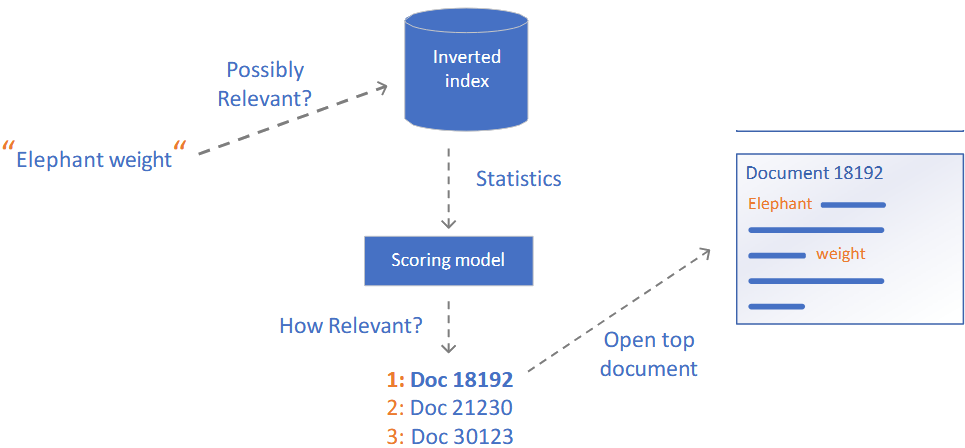 Inverted
index
Possibly
Relevant?
“Elephant weight“
Statistics
Scoring model
How Relevant?
1: Doc 18192
2: Doc 21230
3: Doc 30123
Open top
document
Document 18192
Elephant
weight